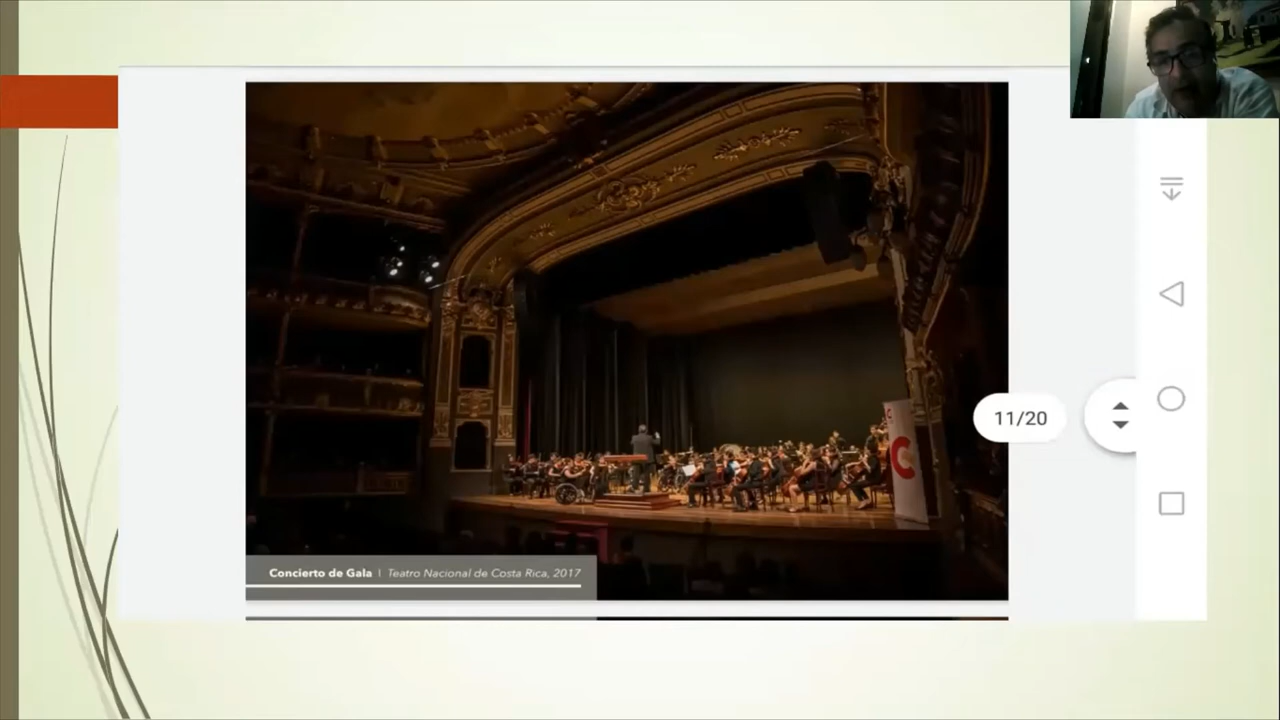 11/20
C
Concierto de Gala | Teatro Nacional de Costa Rica, 2017